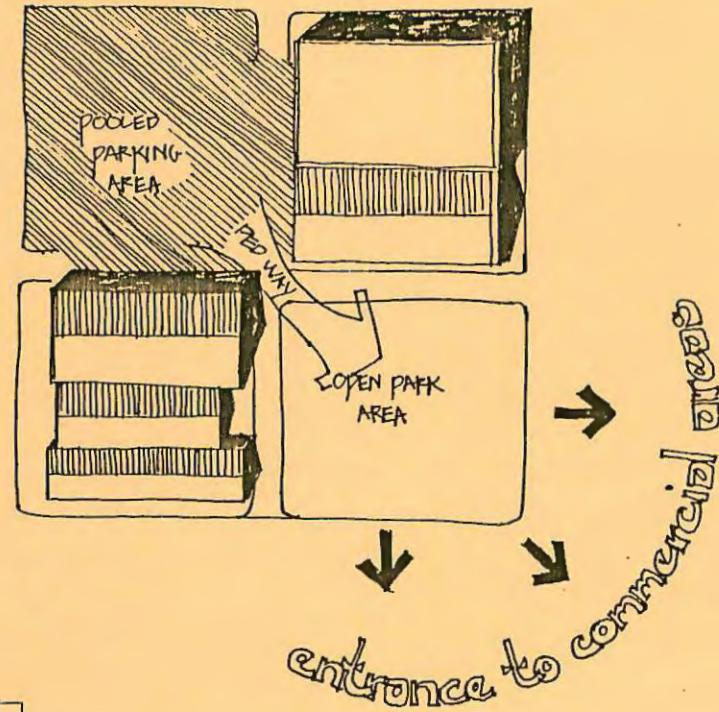 POOLED
PARKING
AREA
PED WAY
OPEN PARK
AREA
entrance to commercial areas